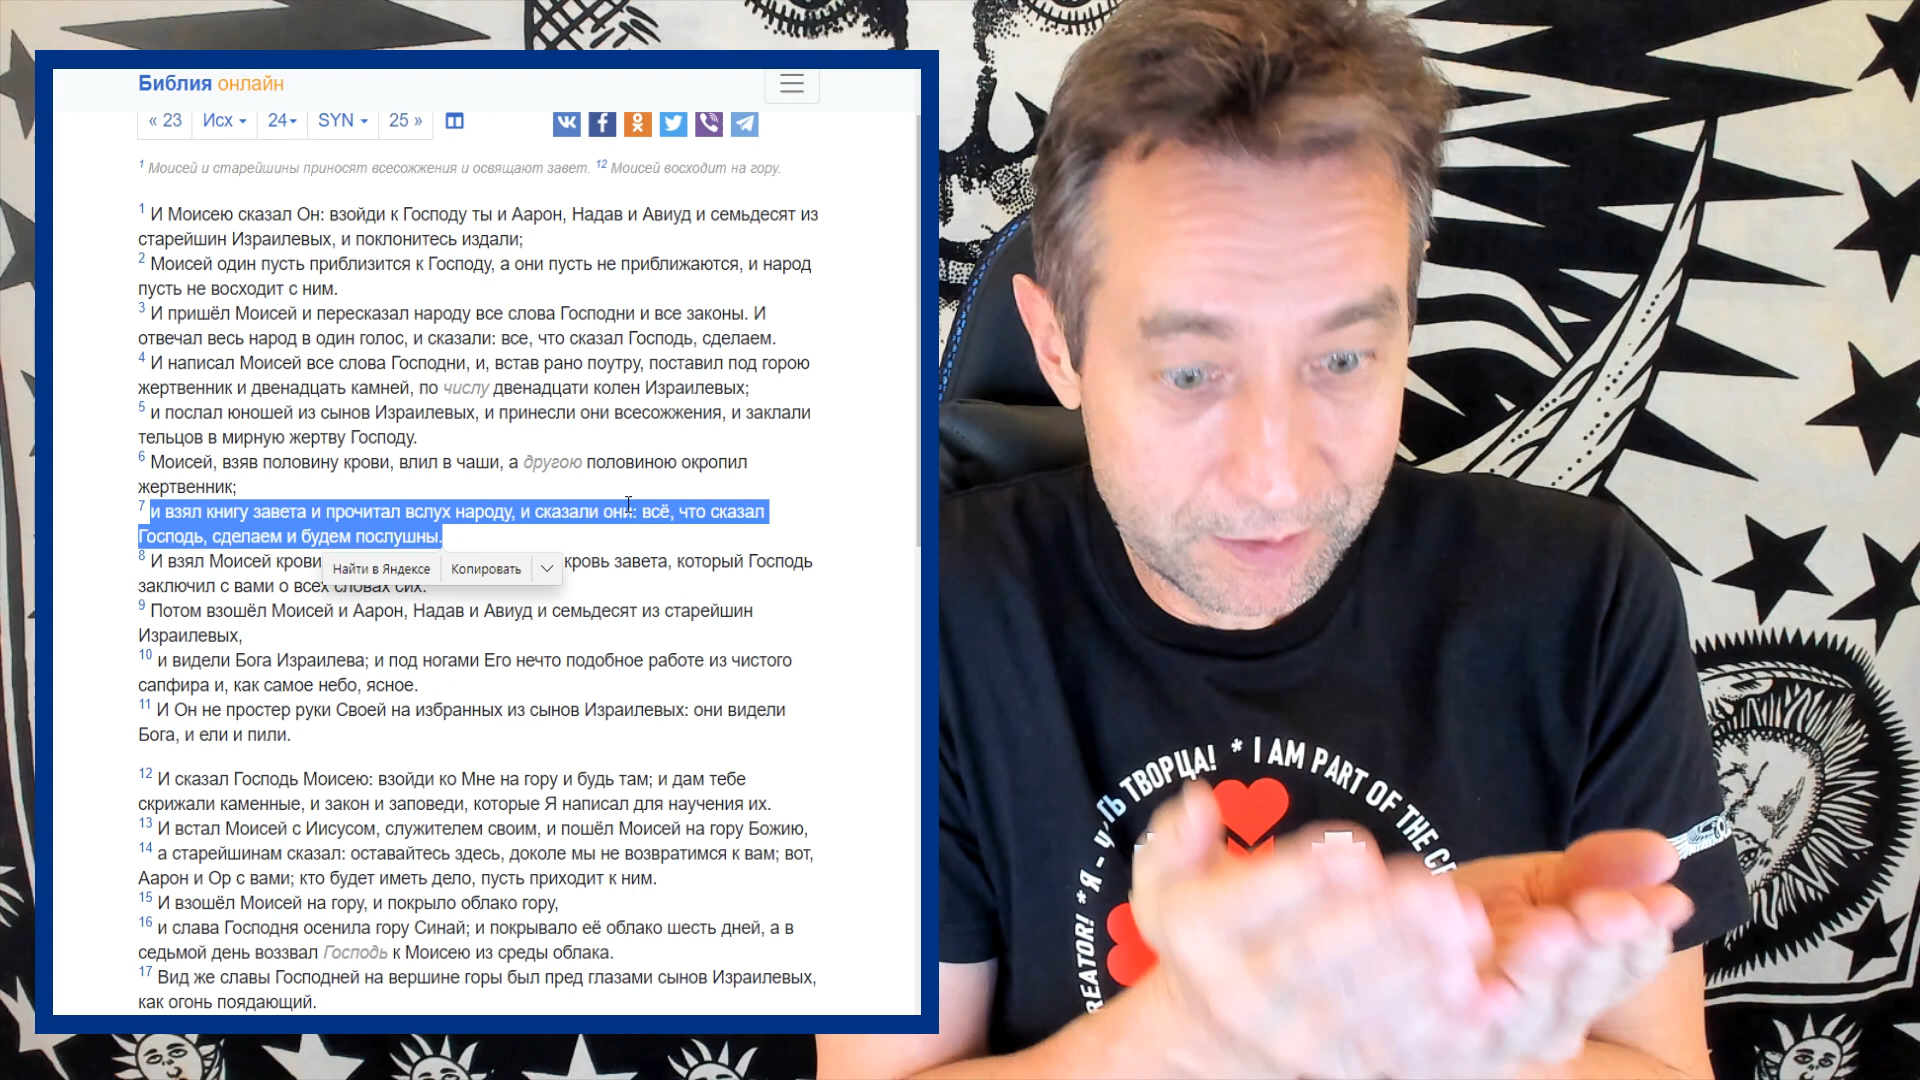 Библия онлайн
« 23 Исх 24 SYN 25 »
1 Моисей и старейшины приносят всесожжения и освящают завет. 12 Моисей восходит на гору.
1 И Моисею сказал Он: взойди к Господу ты и Аарон, Надав и Авиуд и семьдесят из
старейшин Израилевых, и поклонитесь издали;
2 Моисей один пусть приблизится к Господу, а они пусть не приближаются, и народ
пусть не восходит с ним.
3 И пришёл Моисей и пересказал народу все слова Господни и все законы. И
отвечал весь народ в один голос, и сказали: все, что сказал Господь, сделаем.
4 И написал Моисей все слова Господни, и, встав рано поутру, поставил под горою
жертвенник и двенадцать камней, по числу двенадцати колен Израилевых;
5 и послал юношей из сынов Израилевых, и принесли они всесожжения, и заклали
тельцов в мирную жертву Господу.
6 Моисей, взяв половину крови, влил в чаши, а другою половиною окропил
жертвенник;
7 и взял книгу завета и прочитал вслух народу, и сказали они: всё, что сказал
Господь, сделаем и будем послушны.
8 И взял Моисей крови кровь завета, который Господь
Найти в Яндексе Копировать
заключил с вами о всех словах сих.
9 Потом взошёл Моисей и Аарон, Надав и Авиуд и семьдесят из старейшин
Израилевых,
10 и видели Бога Израилева; и под ногами Его нечто подобное работе из чистого
сапфира и, как самое небо, ясное.
11 И Он не простер руки Своей на избранных из сынов Израилевых: они видели
Бога, и ели и пили.
12 И сказал Господь Моисею: взойди ко Мне на гору и будь там; и дам тебе
скрижали каменные, и закон и заповеди, которые Я написал для научения их.
13 И встал Моисей с Иисусом, служителем своим, и пошёл Моисей на гору Божию,
14 а старейшинам сказал: оставайтесь здесь, доколе мы не возвратимся к вам; вот,
Аарон и Ор с вами; кто будет иметь дело, пусть приходит к ним.
15 И взошёл Моисей на гору, и покрыло облако гору,
16 и слава Господня осенила гору Синай; и покрывало её облако шесть дней, а в
седьмой день воззвал Господь к Моисею из среды облака.
17 Вид же славы Господней на вершине горы был пред глазами сынов Израилевых,
как огонь поядающий.
* Я - ТВОРЦА! * I AM PART OF THE
REATOR!